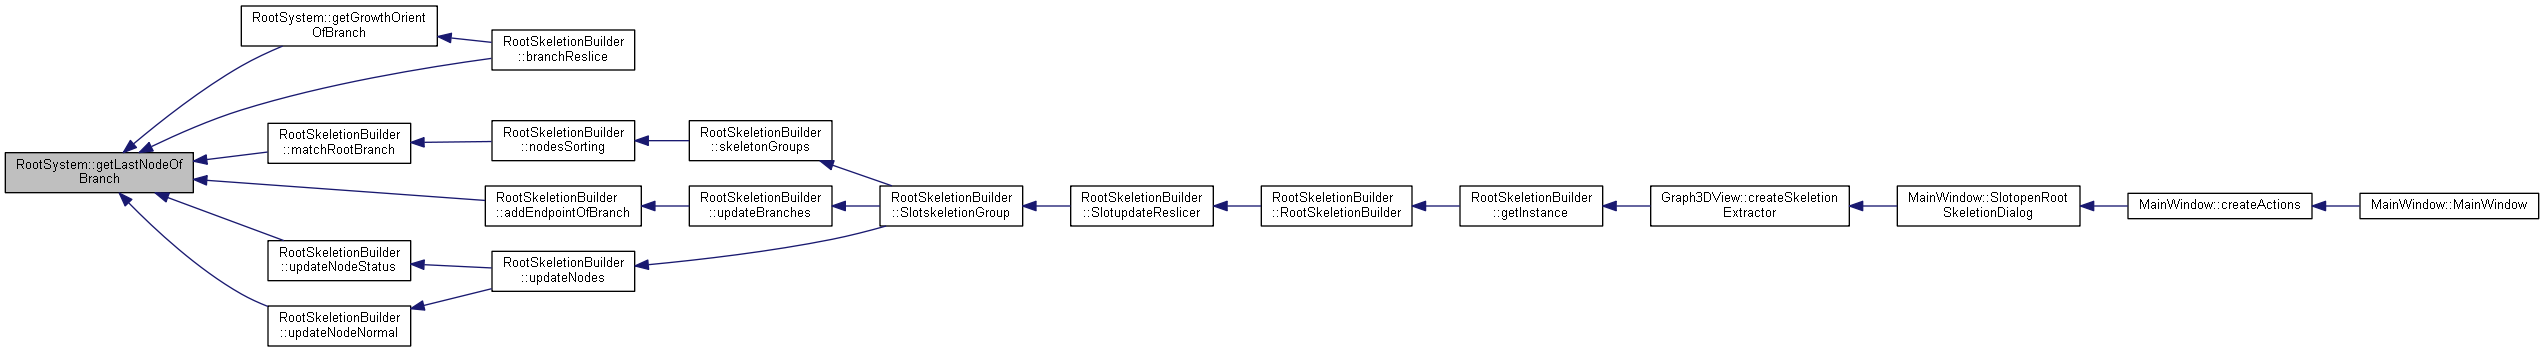 RootSystem::getLastNodeOf
Branch
RootSystem::getGrowthOrient
OfBranch
RootSkeletionBuilder
::branchReslice
RootSkeletionBuilder
::matchRootBranch
RootSkeletionBuilder
::nodesSorting
RootSkeletionBuilder
::skeletonGroups
RootSkeletionBuilder
::addEndpointOfBranch
RootSkeletionBuilder
::updateBranches
RootSkeletionBuilder
::SlotskeletionGroup
RootSkeletionBuilder
::SlotupdateReslicer
RootSkeletionBuilder
::RootSkeletionBuilder
RootSkeletionBuilder
::getInstance
Graph3DView::createSkeletion
Extractor
MainWindow::SlotopenRoot
SkeletionDialog
MainWindow::createActions
MainWindow::MainWindow
RootSkeletionBuilder
::updateNodeStatus
RootSkeletionBuilder
::updateNodes
RootSkeletionBuilder
::updateNodeNormal